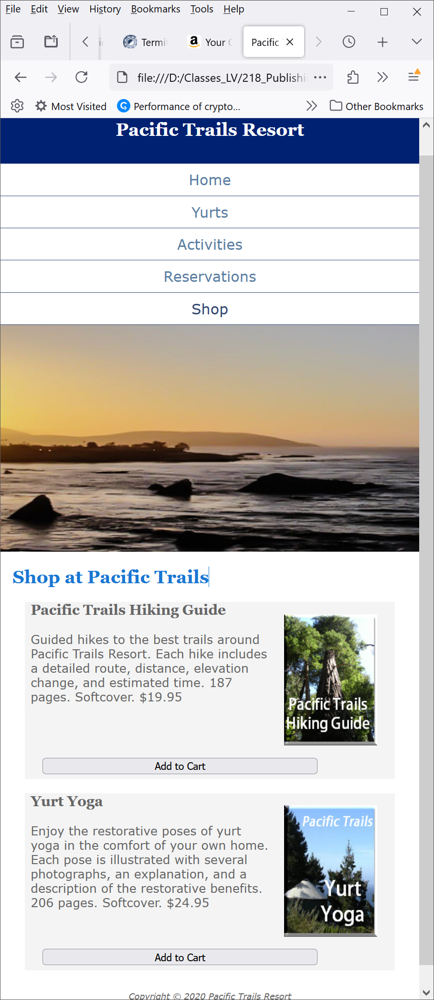 File Edit View History Bookmarks Tools Help
Termi Your Pacific
file:///D:/Classes_LV/218_Publishi
Most Visited Performance of crypto... Other Bookmarks
Pacific Trails Resort
Home
Yurts
Activities
Reservations
Shop
Shop at Pacific Trails
Pacific Trails Hiking Guide
Guided hikes to the best trails around
Pacific Trails Resort. Each hike includes
a detailed route, distance, elevation
change, and estimated time. 187
pages. Softcover. $19.95
Pacific Trails
Hiking Guide
Add to Cart
Yurt Yoga
Enjoy the restorative poses of yurt
yoga in the comfort of your own home.
Each pose is illustrated with several
photographs, an explanation, and a
description of the restorative benefits.
206 pages. Softcover. $24.95
Pacific Trails
Yurt
Yoga
Add to Cart
Copyright © 2020 Pacific Trails Resort